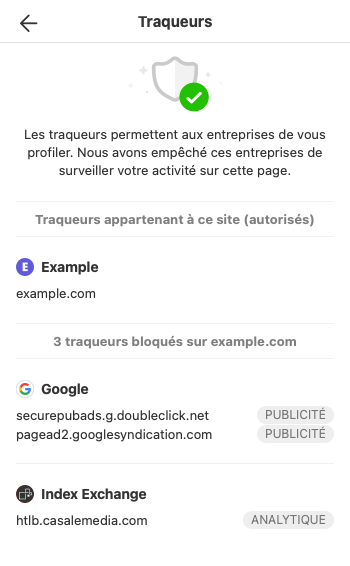 Traqueurs
Les traqueurs permettent aux entreprises de vous
profiler. Nous avons empêché ces entreprises de
surveiller votre activité sur cette page.
Traqueurs appartenant à ce site (autorisés)
E Example
example.com
3 traqueurs bloqués sur example.com
G Google
securepubads.g.doubleclick.net PUBLICITÉ
pagead2.googlesyndication.com PUBLICITÉ
Index Exchange
htlb.casalemedia.com ANALYTIQUE